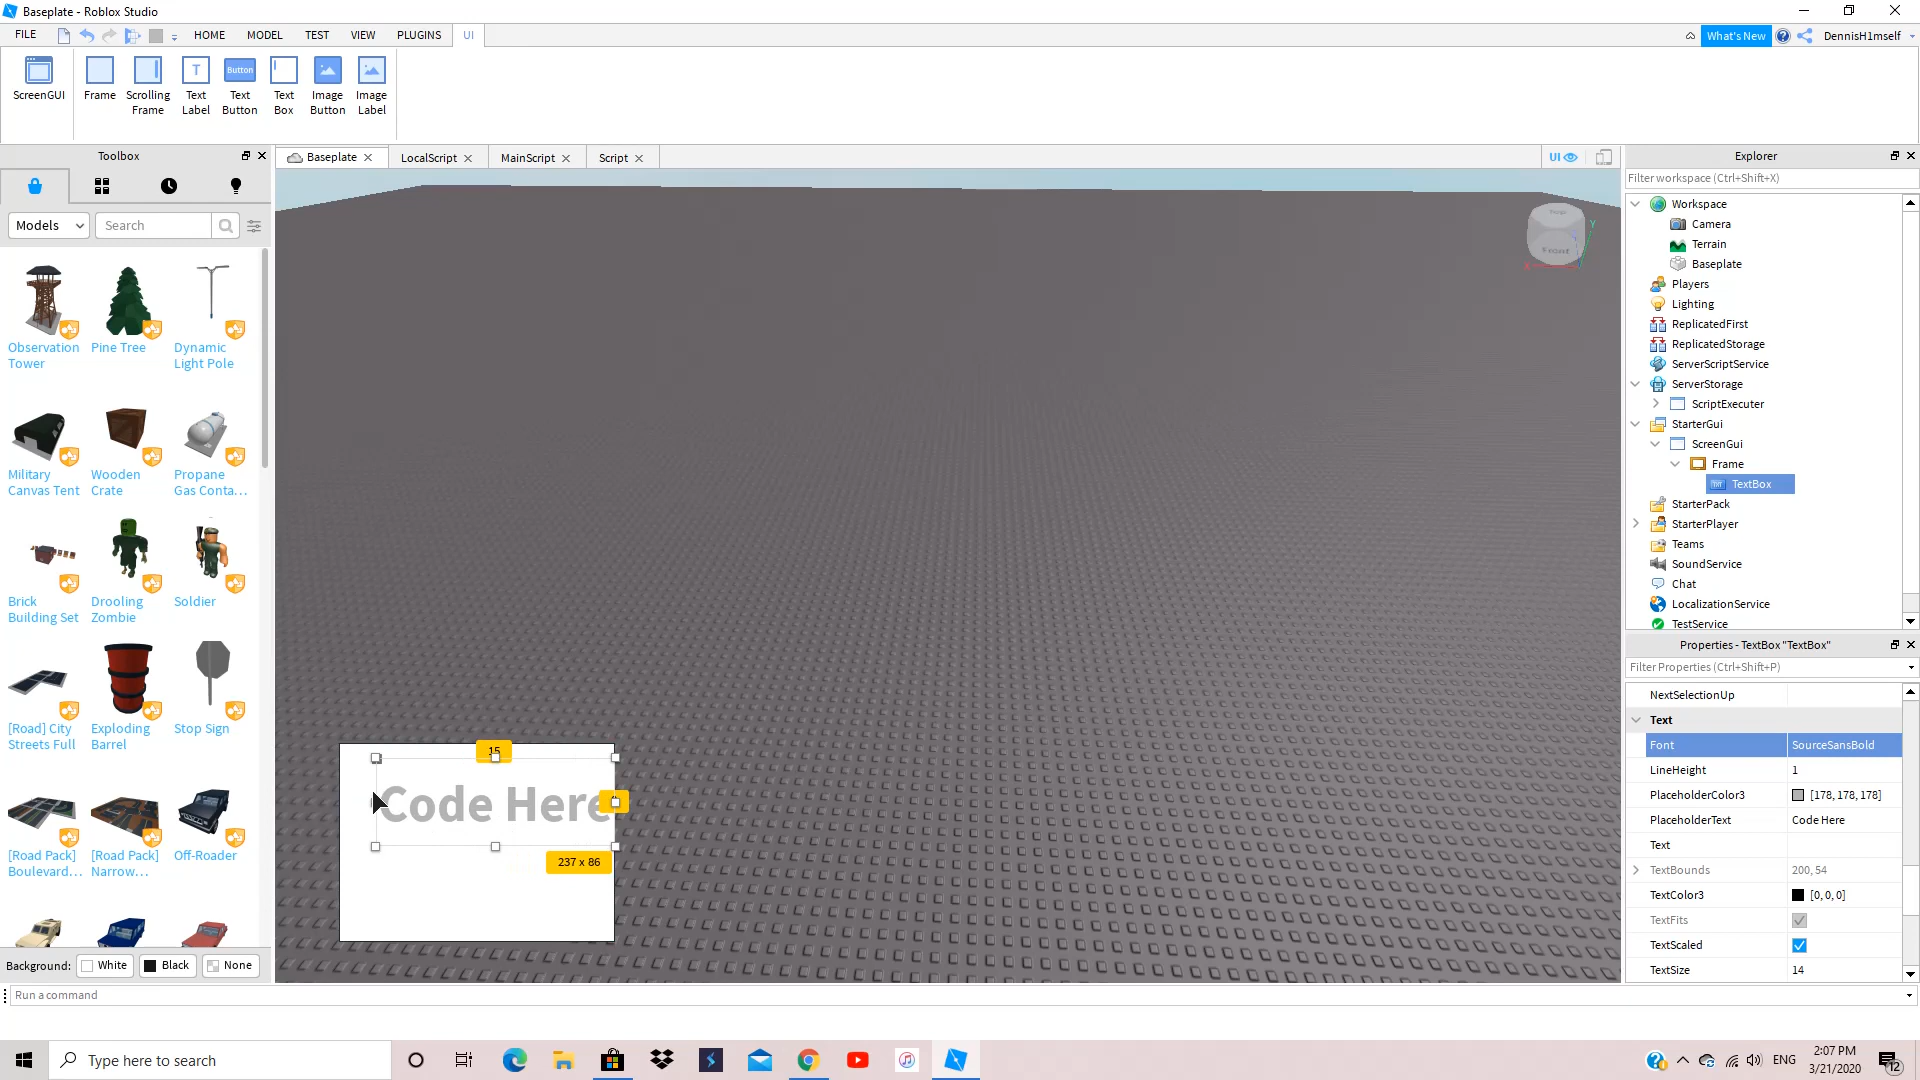 Baseplate - Roblox Studio
FILE HOME MODEL TEST VIEW PLUGINS UI What's New DennisH1mself
ScreenGUI
Frame
Scrolling
Frame
T
Text
Label
Button
Text
Button
Text
Box
Image
Button
Image
Label
Toolbox
Models
Search
Observation
Tower
Pine Tree
Dynamic
Light Pole
Military
Canvas Tent
Wooden
Crate
Propane
Gas Conta...
Brick
Building Set
Drooling
Zombie
Soldier
[Road] City
Streets Full
Exploding
Barrel
Stop Sign
[Road Pack]
Boulevard...
[Road Pack]
Narrow...
Off-Roader
Background: White Black None
Baseplate LocalScript MainScript Script UI
Top
Front
Y
X
15
Code Here
237 x 86
Explorer
Filter workspace (Ctrl+Shift+X)
Workspace
Camera
Terrain
Baseplate
Players
Lighting
ReplicatedFirst
ReplicatedStorage
ServerScriptService
ServerStorage
ScriptExecuter
StarterGui
ScreenGui
Frame
TextBox
StarterPack
StarterPlayer
Teams
SoundService
Chat
LocalizationService
TestService
Properties - TextBox "TextBox"
Filter Properties (Ctrl+Shift+P)
NextSelectionUp
Text
Font SourceSansBold
LineHeight 1
PlaceholderColor3 [178, 178, 178]
PlaceholderText Code Here
Text
TextBounds 200, 54
TextColor3 [0, 0, 0]
TextFits
TextScaled
TextSize 14
Run a command
Type here to search
ENG
2:07 PM
3/21/2020
12